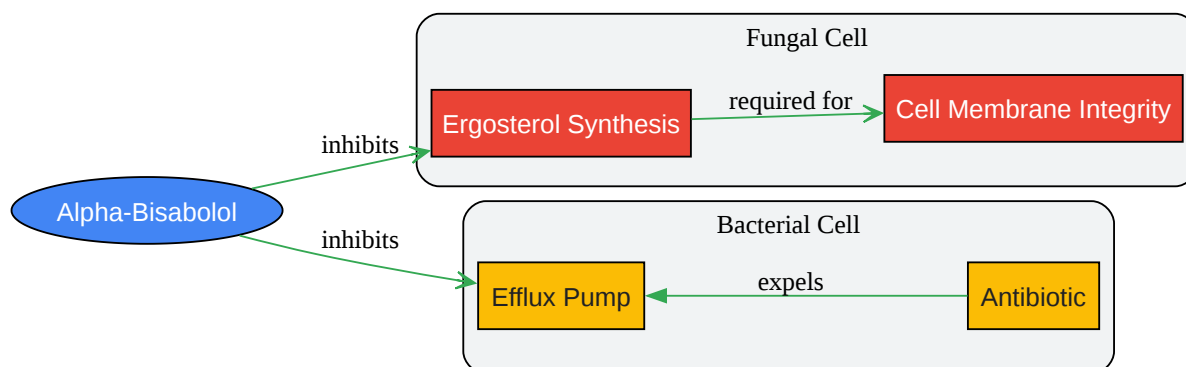 Fungal Cell
Ergosterol Synthesis
required for
Cell Membrane Integrity
inhibits
Alpha-Bisabolol
inhibits
Bacterial Cell
Efflux Pump
expels
Antibiotic